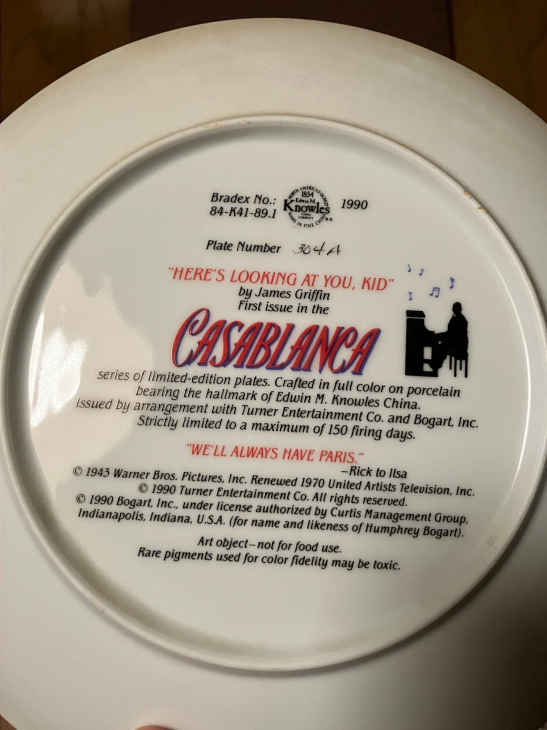 Bradex No.:
84-K41-89.1
1834
Edwin M.
Knowles
1990
Plate Number 304A
"HERE'S LOOKING AT YOU, KID"
by James Griffin
First issue in the
CASABLANCA
series of limited-edition plates. Crafted in full color on porcelain
bearing the hallmark of Edwin M. Knowles China.
Issued by arrangement with Turner Entertainment Co. and Bogart, Inc.
Strictly limited to a maximum of 150 firing days.
"WE'LL ALWAYS HAVE PARIS."
—Rick to Ilsa
© 1943 Warner Bros. Pictures, Inc. Renewed 1970 United Artists Television, Inc.
© 1990 Turner Entertainment Co. All rights reserved.
© 1990 Bogart, Inc., under license authorized by Curtis Management Group,
Indianapolis, Indiana, U.S.A. (for name and likeness of Humphrey Bogart).
Art object—not for food use.
Rare pigments used for color fidelity may be toxic.